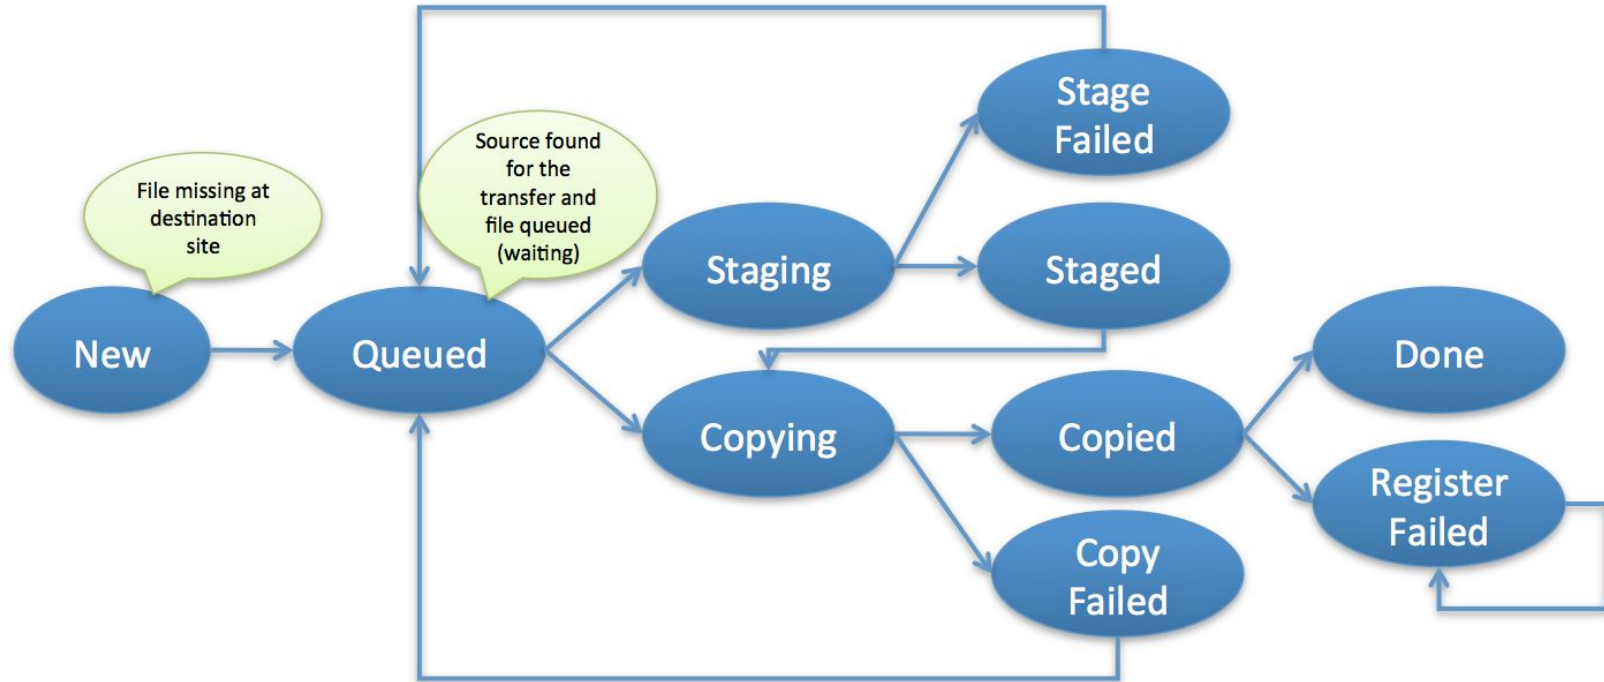 File missing at
destination
site
Source found
for the
transfer and
file queued
(waiting)
New
Queued
Staging
Stage
Failed
Staged
Copying
Copied
Copy
Failed
Done
Register
Failed